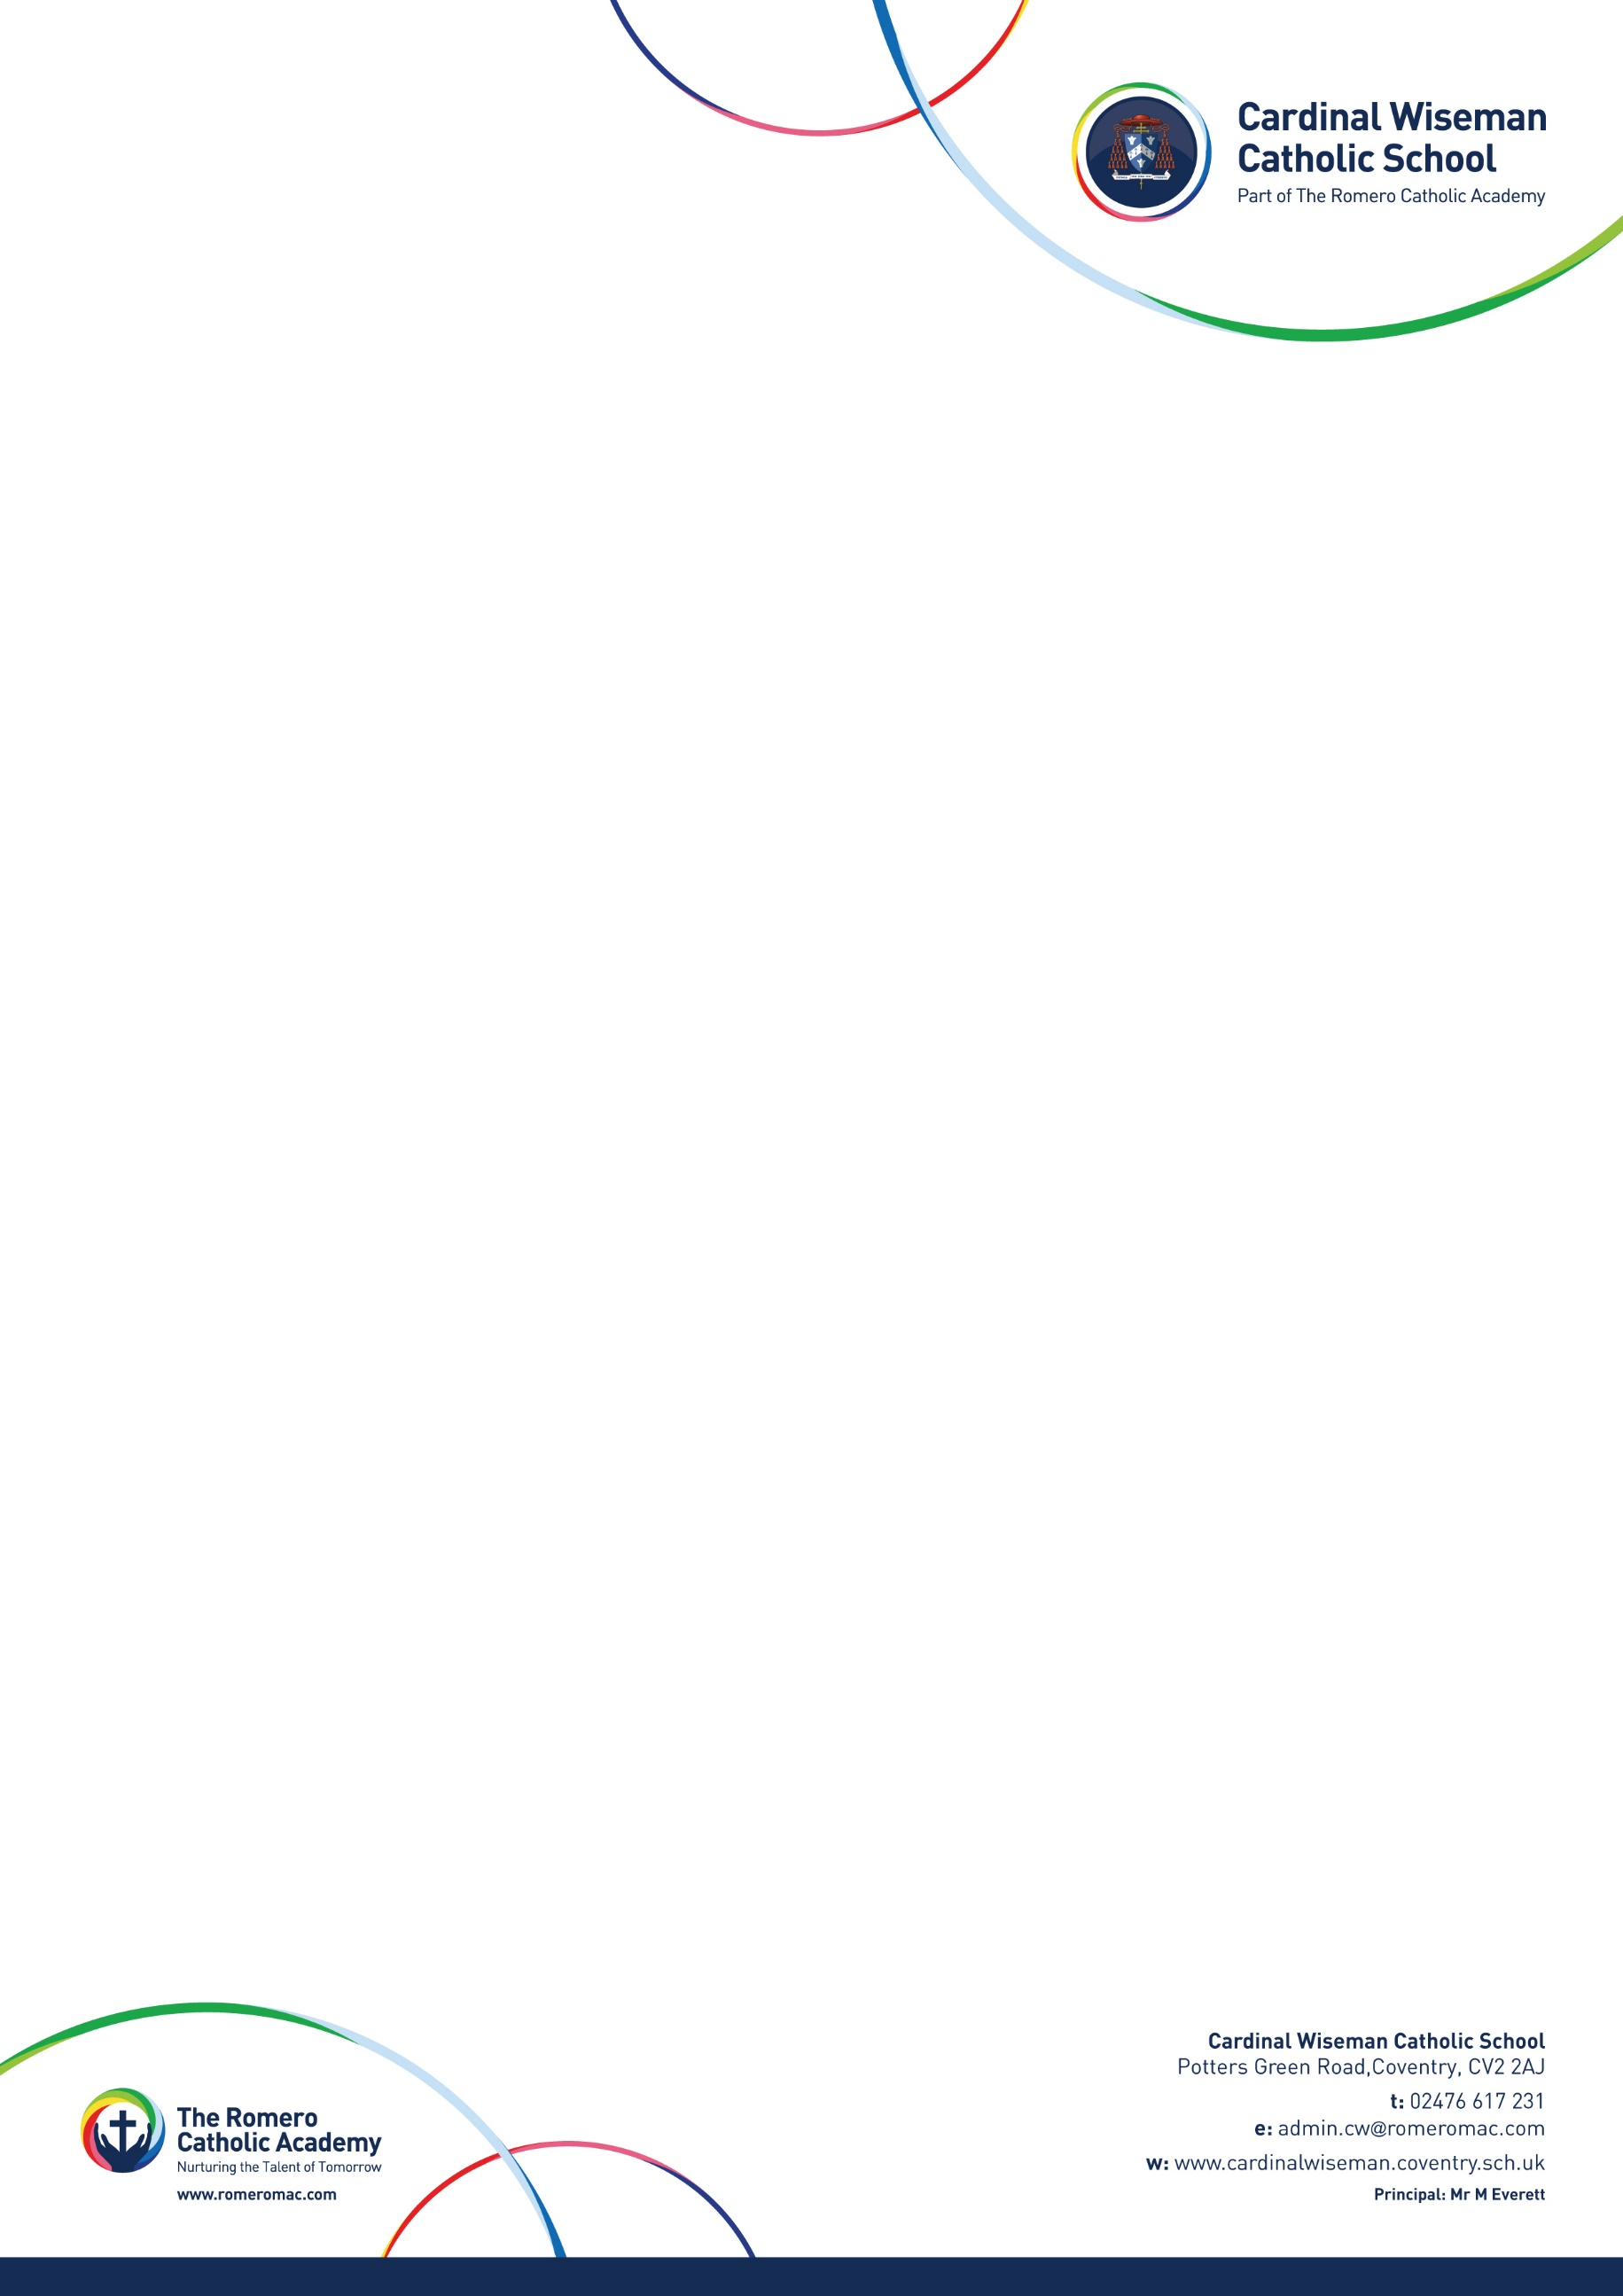 Cardinal Wiseman
Catholic School
Part of The Romero Catholic Academy
Cardinal Wiseman Catholic School
Potters Green Road,Coventry, CV2 2AJ
t: 02476 617 231
e: admin.cw@romeromac.com
w: www.cardinalwiseman.coventry.sch.uk
Principal: Mr M Everett
The Romero
Catholic Academy
Nurturing the Talent of Tomorrow
www.romeromac.com